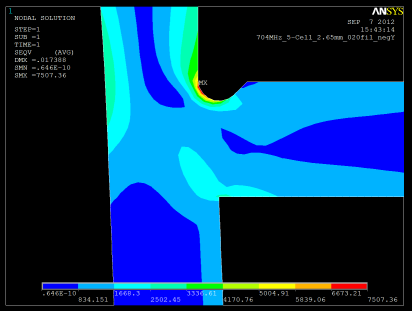 1
NODAL SOLUTION
STEP=1
SUB =1
TIME=1
SEQV (AVG)
DMX =.017388
SMN =.646E-10
SMX =7507.36
ANSYS
SEP 7 2012
15:43:14
704MHz_5-Cell_2.65mm_020fil_negY
MX
.646E-10 1668.3 3336.61 5004.91 6673.21
834.151 2502.45 4170.76 5839.06 7507.36